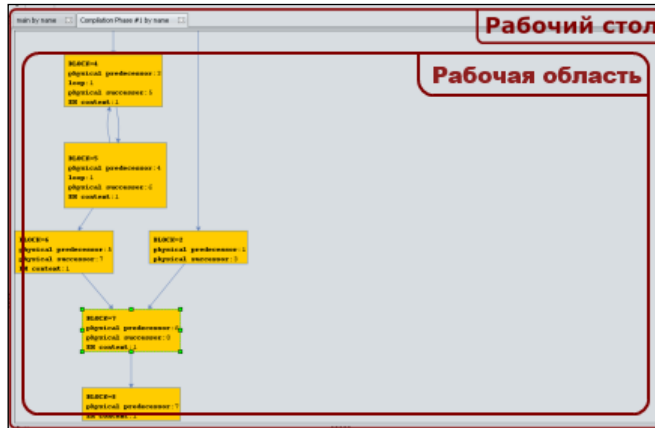 main by name
Compilation Phase #1 by name
Рабочий стол
Рабочая область
BLOCK=4
physical predecessor:3
loop:1
physical successor:5
EH context:1
BLOCK=5
physical predecessor:4
loop:1
physical successor:6
EH context:1
BLOCK=6
physical predecessor:5
physical successor:7
EH context:1
BLOCK=2
physical predecessor:1
physical successor:3
BLOCK=7
physical predecessor:6
physical successor:8
EH context:1
BLOCK=8
physical predecessor:7
EH context:1